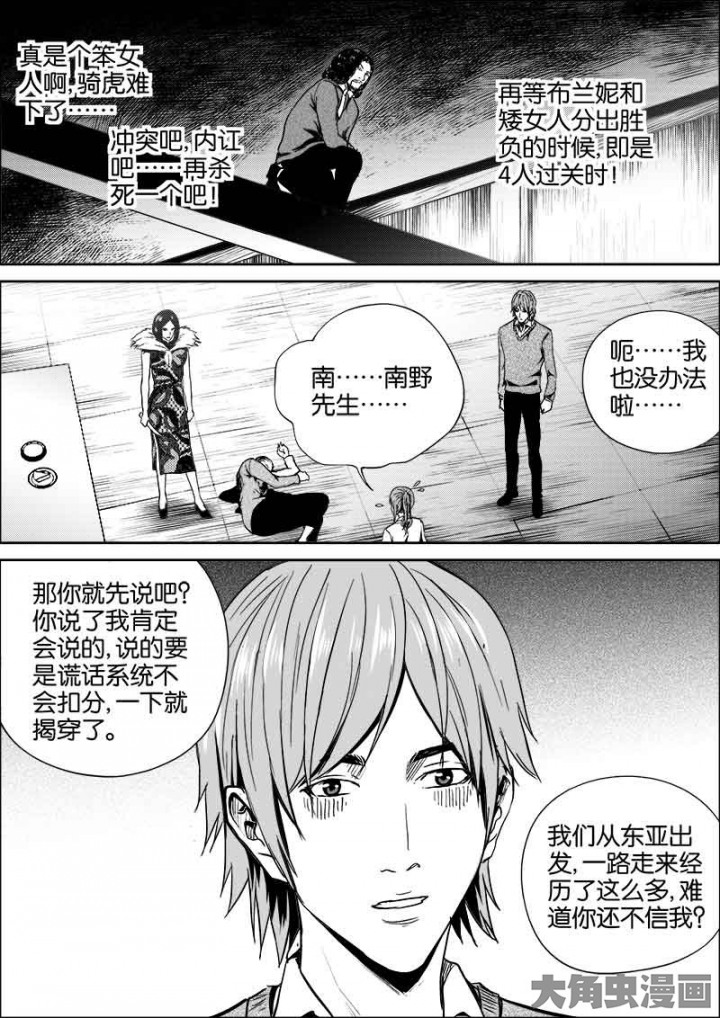 真是个笨女
人啊,骑虎难
下了……
冲突吧,内讧
吧……再杀
死一个吧!
再等布兰妮和
矮女人分出胜
负的时候,即是
4人过关时!
南……南野
先生……
呃……我
也没办法
啦……
那你就先说吧?
你说了我肯定
会说的,说的要
是谎话系统不
会扣分,一下就
揭穿了。
我们从东亚出
发,一路走来经
历了这么多,难
道你还不信我?
大角虫漫画